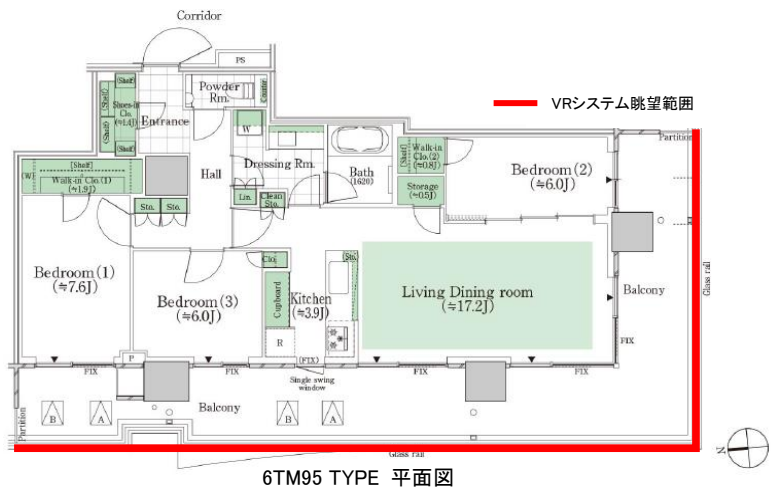 Corridor
PS
(Shelf)
Powder
Rm.
Counter
(Shelf)
Shoes-in
Clo.
(≒1.4J)
(Shelf)
(Shelf)
Entrance
W
VRシステム眺望範囲
Partition
Dressing Rm.
Bath
(1620)
[Shelf]
Walk-in
Clo.(2)
(≒0.8J)
Bedroom(2)
(≒6.0J)
[Shelf]
(W)
Walk-in Clo.(1)
(≒1.9J)
Hall
Storage
(≒0.5J)
Lin.
Clean
Sto.
Sto.
Sto.
Bedroom(1)
(≒7.6J)
Bedroom(3)
(≒6.0J)
Clo.
Sto.
Cupboard
Kitchen
(≒3.9J)
Living Dining room
(≒17.2J)
Balcony
Glass rail
R
P
FIX
FIX
FIX
(FIX)
FIX
FIX
FIX
Single swing
window
Partition
B
A
Balcony
B
A
Glass rail
N
6TM95 TYPE 平面図